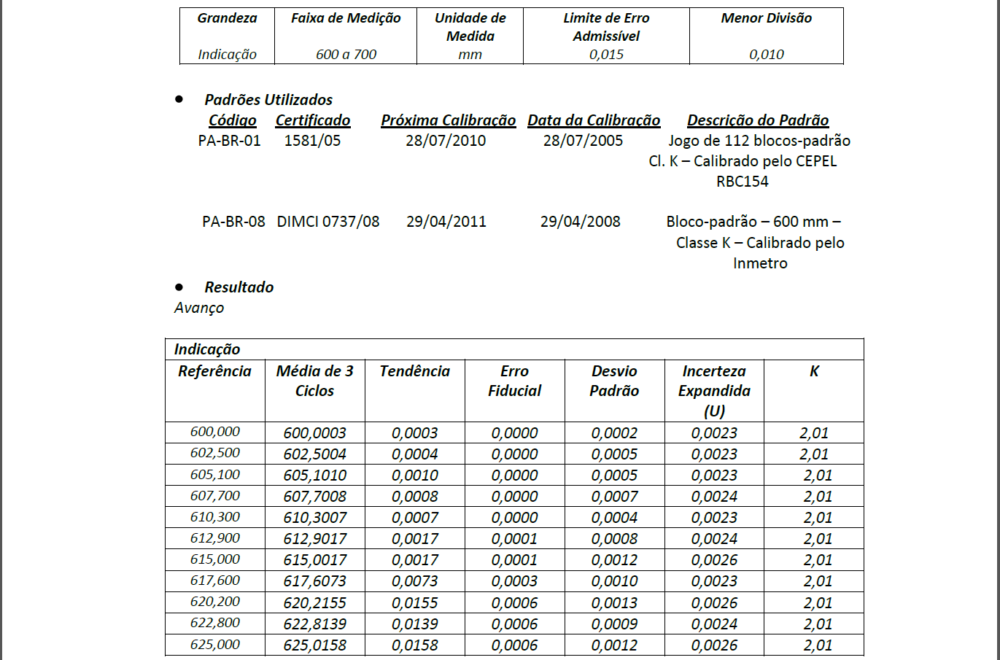 Grandeza Faixa de Medição Unidade de Medida Limite de Erro Admissível Menor Divisão
Indicação 600 a 700 mm 0,015 0,010
● Padrões Utilizados
Código Certificado Próxima Calibração Data da Calibração Descrição do Padrão
PA-BR-01 1581/05 28/07/2010 28/07/2005 Jogo de 112 blocos-padrão
Cl. K – Calibrado pelo CEPEL
RBC154
PA-BR-08 DIMCI 0737/08 29/04/2011 29/04/2008 Bloco-padrão – 600 mm –
Classe K – Calibrado pelo
Inmetro
● Resultado
Avanço
Indicação
Referência Média de 3 Ciclos Tendência Erro Fiducial Desvio Padrão Incerteza Expandida (U) K
600,000 600,0003 0,0003 0,0000 0,0002 0,0023 2,01
602,500 602,5004 0,0004 0,0000 0,0005 0,0023 2,01
605,100 605,1010 0,0010 0,0000 0,0005 0,0023 2,01
607,700 607,7008 0,0008 0,0000 0,0007 0,0024 2,01
610,300 610,3007 0,0007 0,0000 0,0004 0,0023 2,01
612,900 612,9017 0,0017 0,0001 0,0008 0,0024 2,01
615,000 615,0017 0,0017 0,0001 0,0012 0,0026 2,01
617,600 617,6073 0,0073 0,0003 0,0010 0,0023 2,01
620,200 620,2155 0,0155 0,0006 0,0013 0,0026 2,01
622,800 622,8139 0,0139 0,0006 0,0009 0,0024 2,01
625,000 625,0158 0,0158 0,0006 0,0012 0,0026 2,01